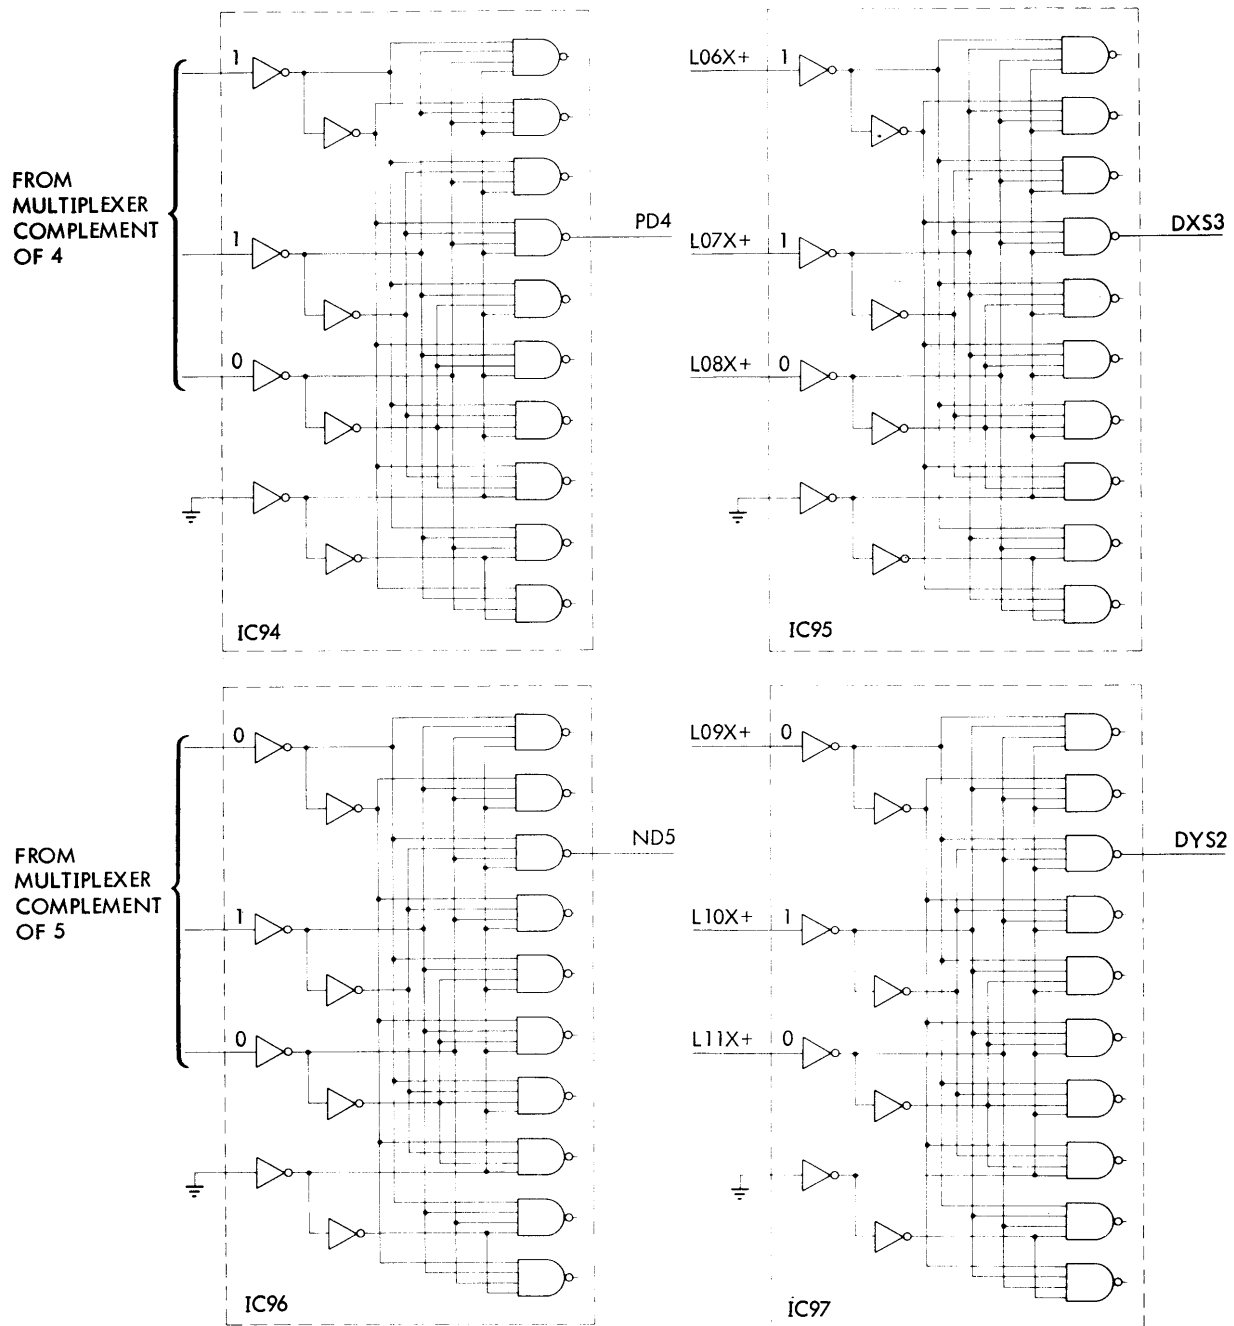 1
FROM
MULTIPLEXER
COMPLEMENT
OF 4
1
0
PD4
IC94
L06X+ 1
L07X+ 1
L08X+ 0
DXS3
IC95
0
FROM
MULTIPLEXER
COMPLEMENT
OF 5
1
0
ND5
IC96
L09X+ 0
L10X+ 1
L11X+ 0
DYS2
IC97